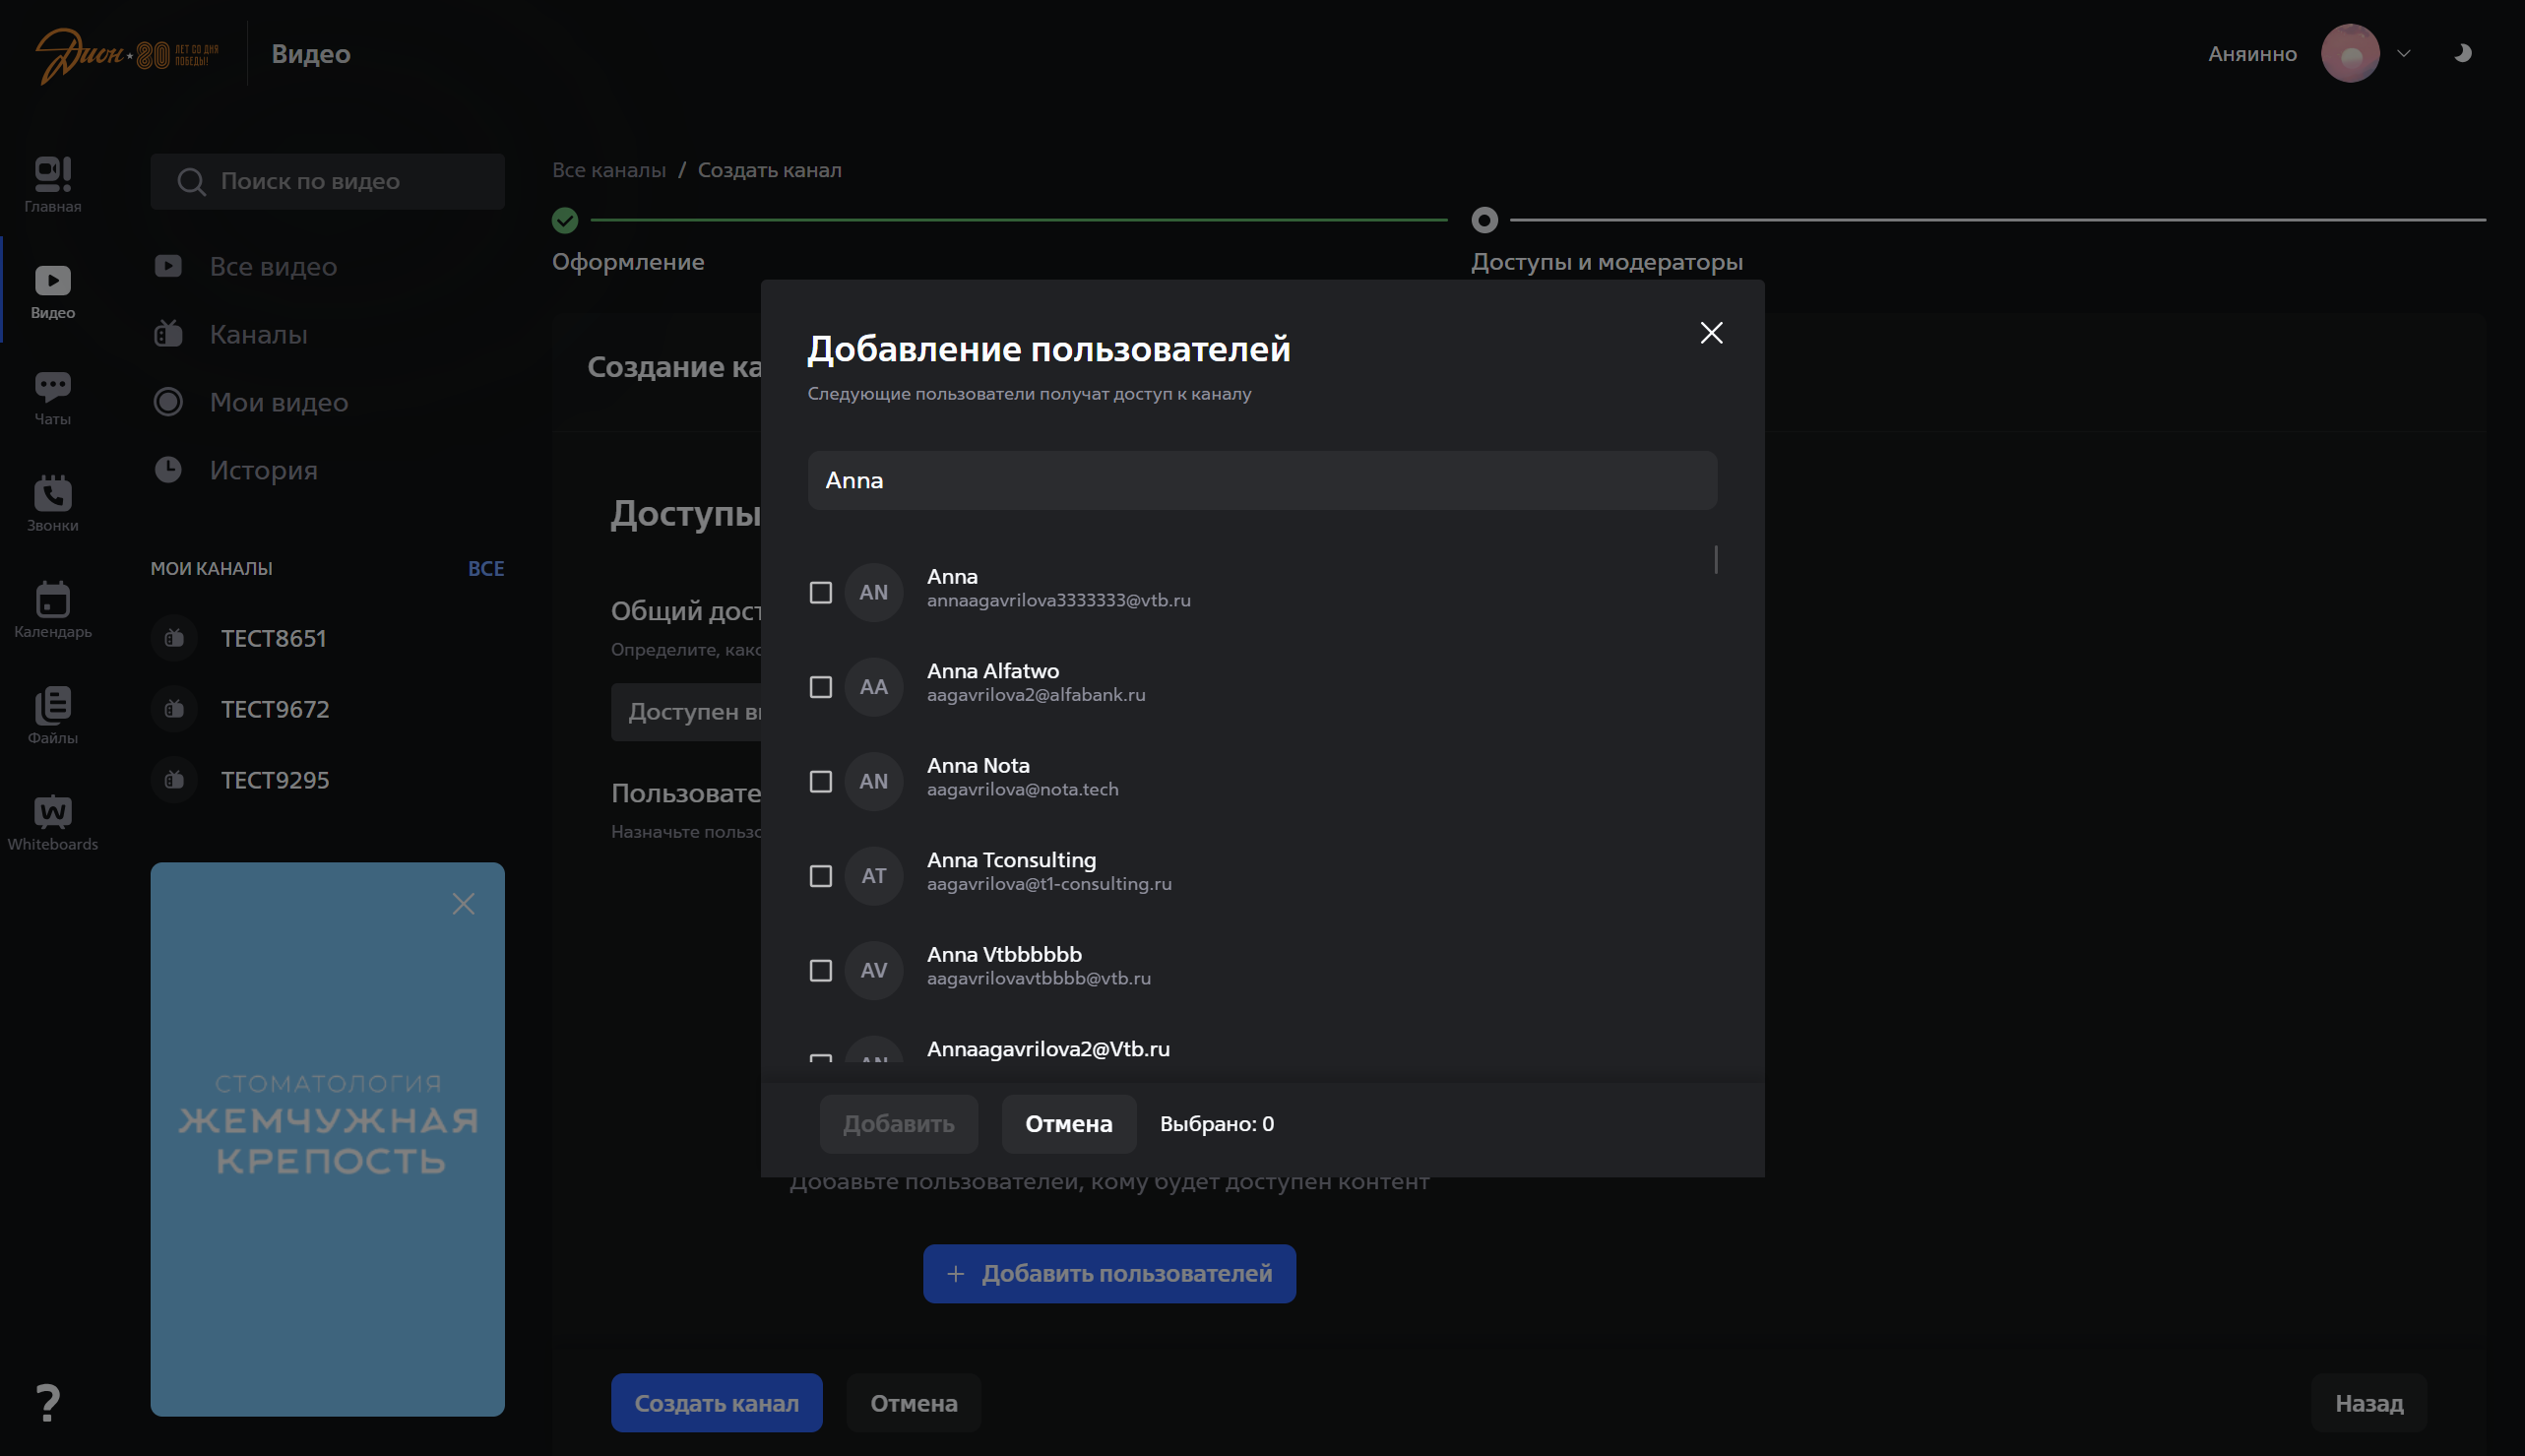 Дион
80
ЛЕТ СО ДНЯ
ПОБЕДЫ!
Видео
Аняинно
Главная
Видео
Чаты
Звонки
Календарь
Файлы
Whiteboards
Поиск по видео
Все видео
Каналы
Мои видео
История
МОИ КАНАЛЫ
ВСЕ
ТЕСТ8651
ТЕСТ9672
ТЕСТ9295
СТОМАТОЛОГИЯ
ЖЕМЧУЖНАЯ
КРЕПОСТЬ
Все каналы / Создать канал
Оформление
Доступы и модераторы
Создание ка
Доступы
Общий дост
Определите, како
Доступен
Пользовате
Назначьте пользо
Добавление пользователей
Следующие пользователи получат доступ к каналу
Anna
AN
Anna
annaagavrilova3333333@vtb.ru
AA
Anna Alfatwo
aagavrilova2@alfabank.ru
AN
Anna Nota
aagavrilova@nota.tech
AT
Anna Tconsulting
aagavrilova@t1-consulting.ru
AV
Anna Vtbbbbbb
aagavrilovavtbbbb@vtb.ru
AN
Annaagavrilova2@Vtb.ru
Добавить
Отмена
Выбрано: 0
Добавьте пользователей, кому будет доступен контент
+ Добавить пользователей
Создать канал
Отмена
Назад
?